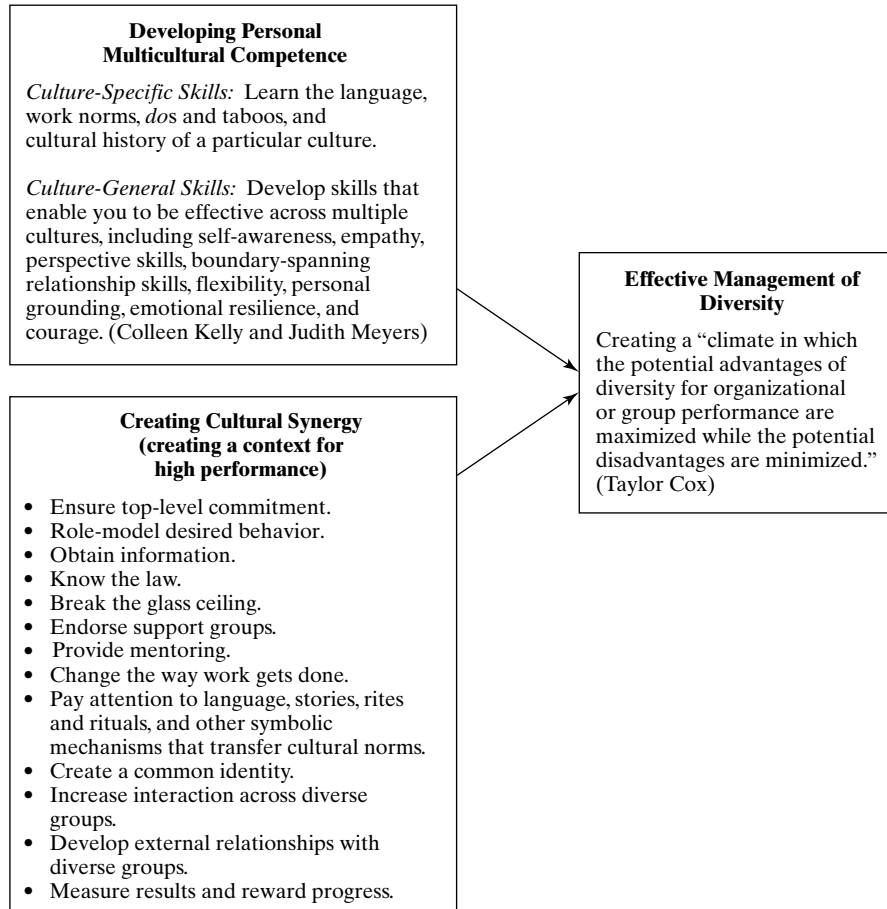 Developing Personal
Multicultural Competence
Culture-Specific Skills: Learn the language,
work norms, dos and taboos, and
cultural history of a particular culture.
Culture-General Skills: Develop skills that
enable you to be effective across multiple
cultures, including self-awareness, empathy,
perspective skills, boundary-spanning
relationship skills, flexibility, personal
grounding, emotional resilience, and
courage. (Colleen Kelly and Judith Meyers)
Creating Cultural Synergy
(creating a context for
high performance)
• Ensure top-level commitment.
• Role-model desired behavior.
• Obtain information.
• Know the law.
• Break the glass ceiling.
• Endorse support groups.
• Provide mentoring.
• Change the way work gets done.
• Pay attention to language, stories, rites
and rituals, and other symbolic
mechanisms that transfer cultural norms.
• Create a common identity.
• Increase interaction across diverse
groups.
• Develop external relationships with
diverse groups.
• Measure results and reward progress.
Effective Management of
Diversity
Creating a “climate in which
the potential advantages of
diversity for organizational
or group performance are
maximized while the potential
disadvantages are minimized.”
(Taylor Cox)